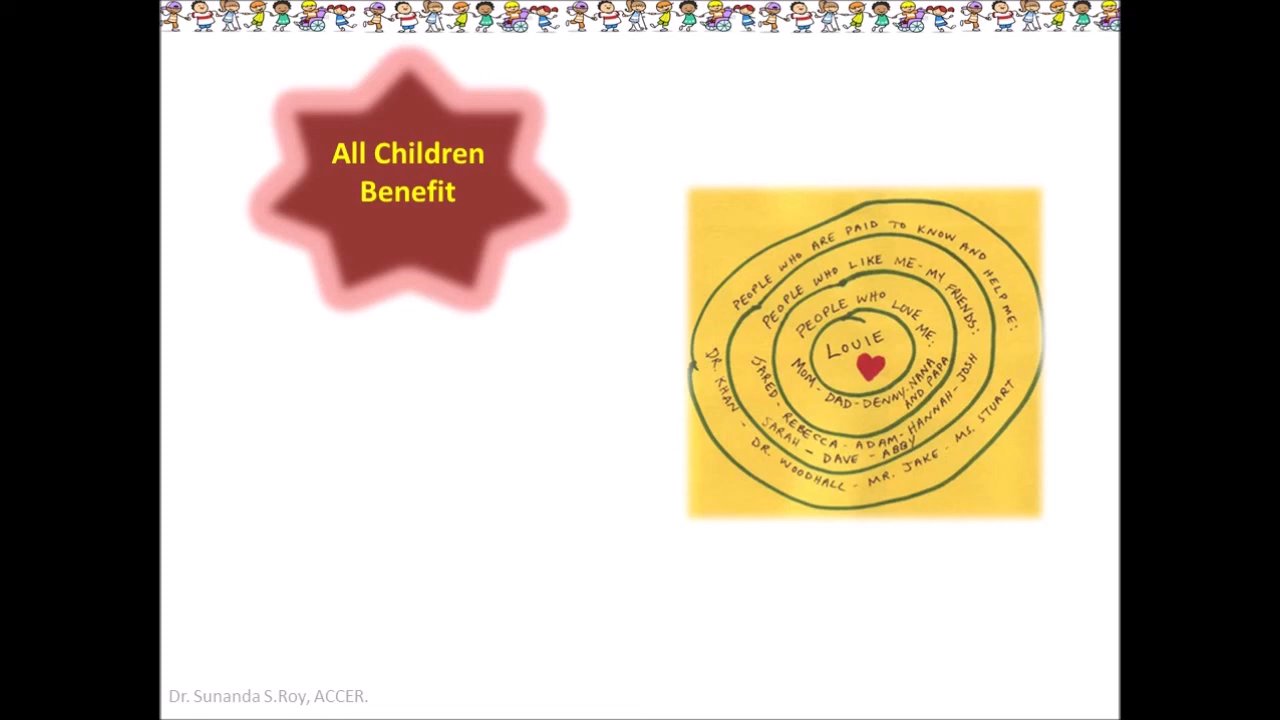 All Children
Benefit
PEOPLE WHO ARE PAID TO KNOW AND HELP ME:
PEOPLE WHO LIKE ME - MY FRIENDS:
PEOPLE WHO LOVE ME:
LOUIE
MOM - DAD - DENNY - NANA
AND PAPA
JARED - REBECCA - ADAM - HANNAH - JOSH
SARAH - DAVE - ABBY
DR. KHAN - DR. WOODHALL - MR. JAKE - MS. STUART
Dr. Sunanda S.Roy, ACCER.